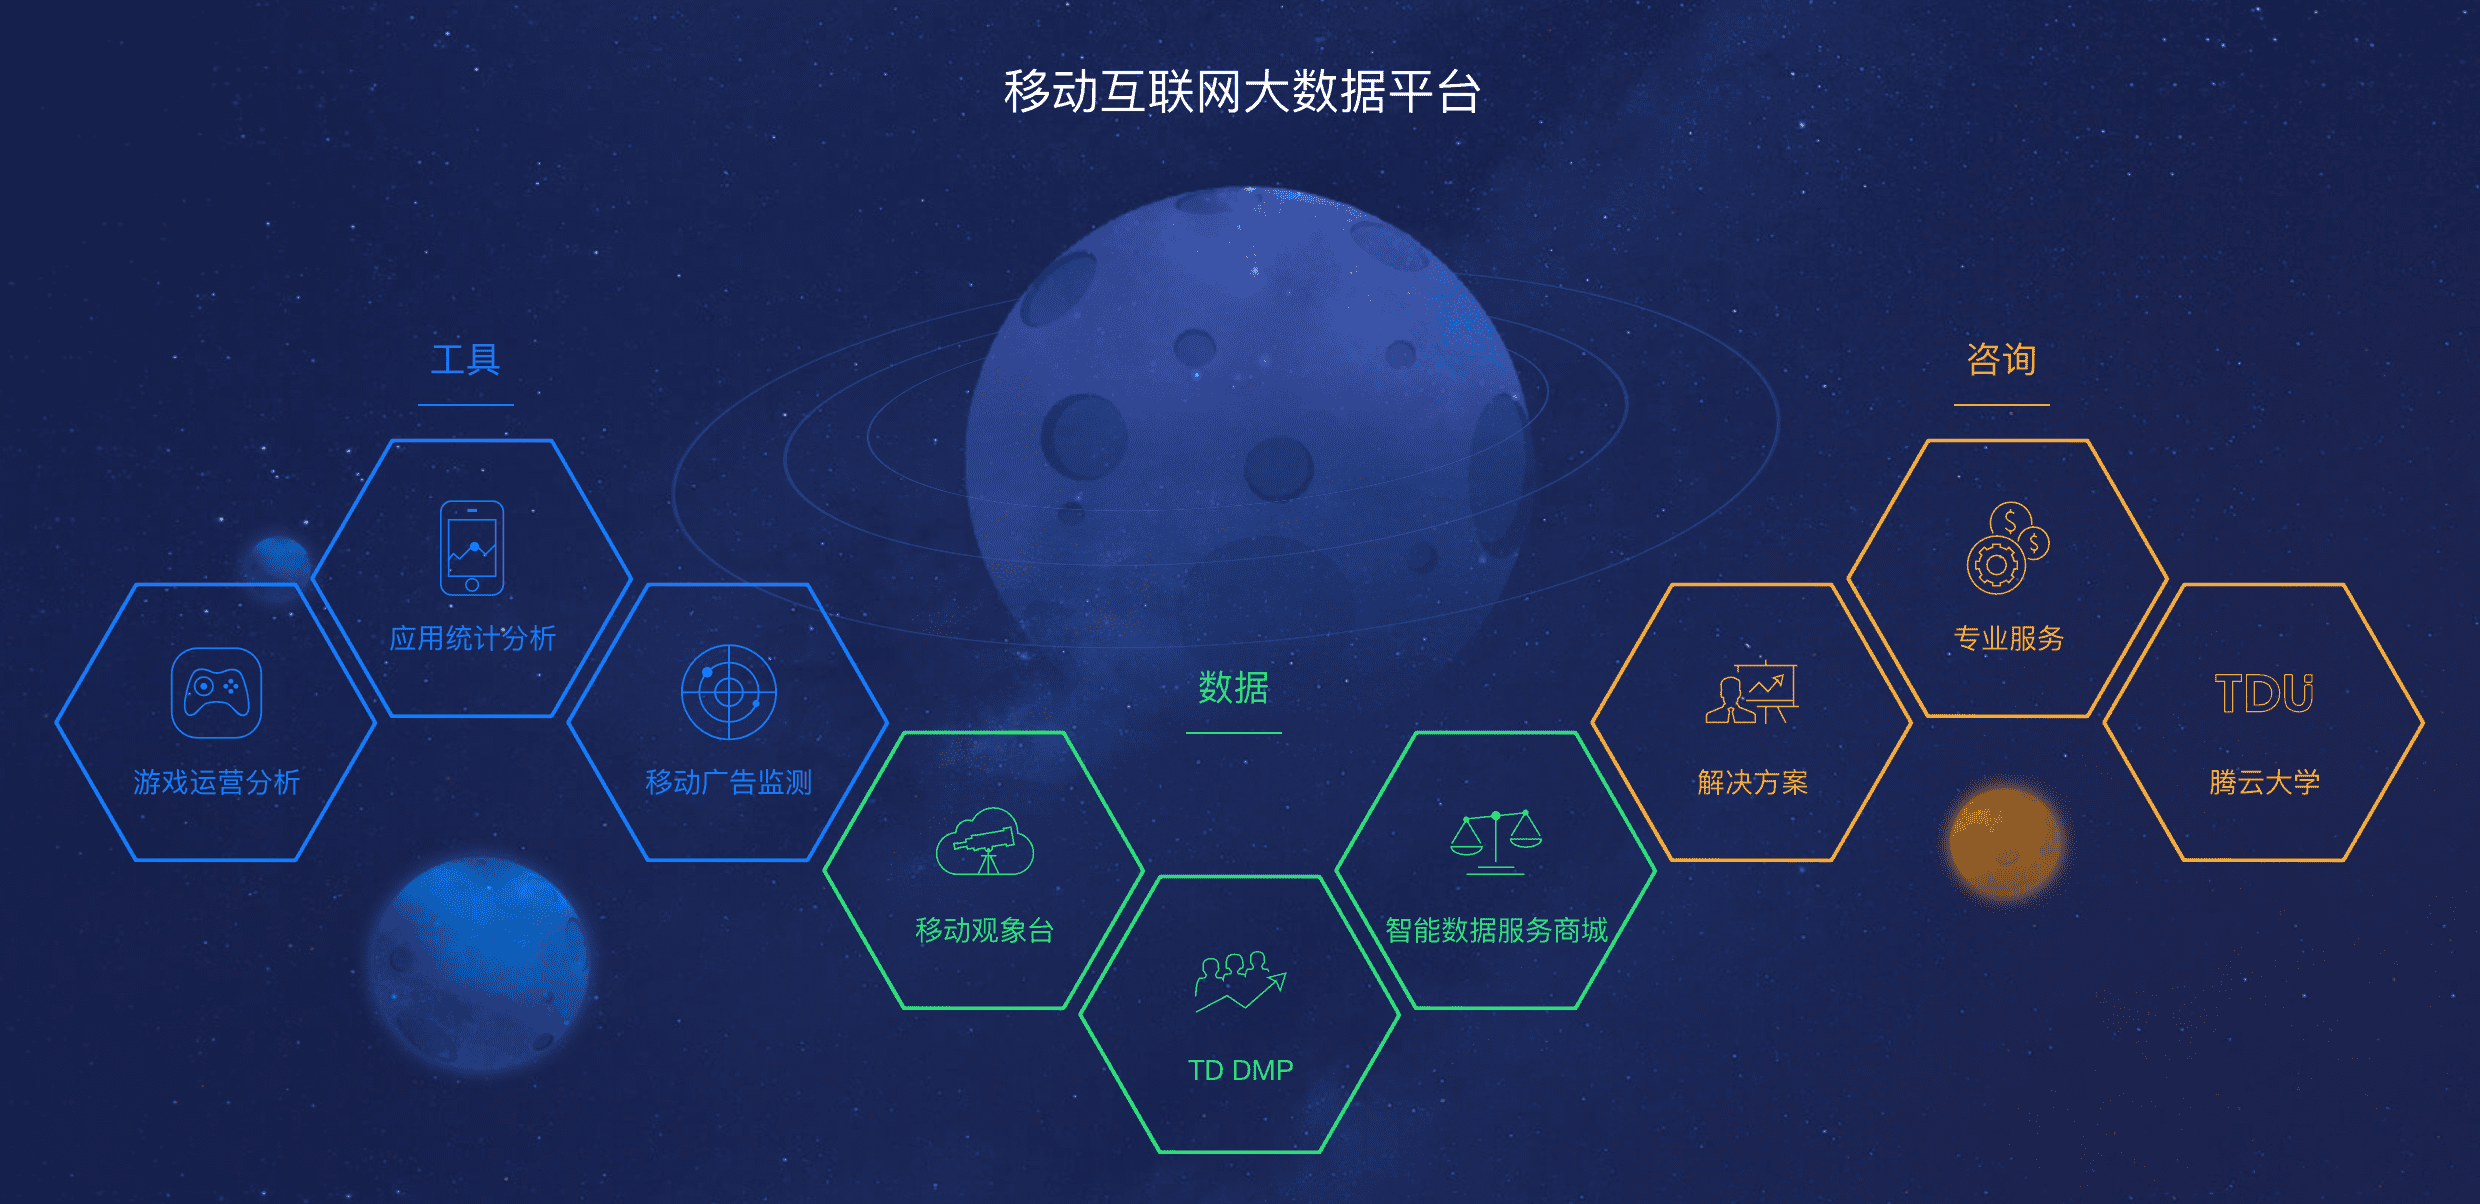 移动互联网大数据平台
工具
应用统计分析
游戏运营分析
移动广告监测
数据
移动观象台
TD DMP
智能数据服务商城
咨询
解决方案
专业服务
TDU
腾云大学